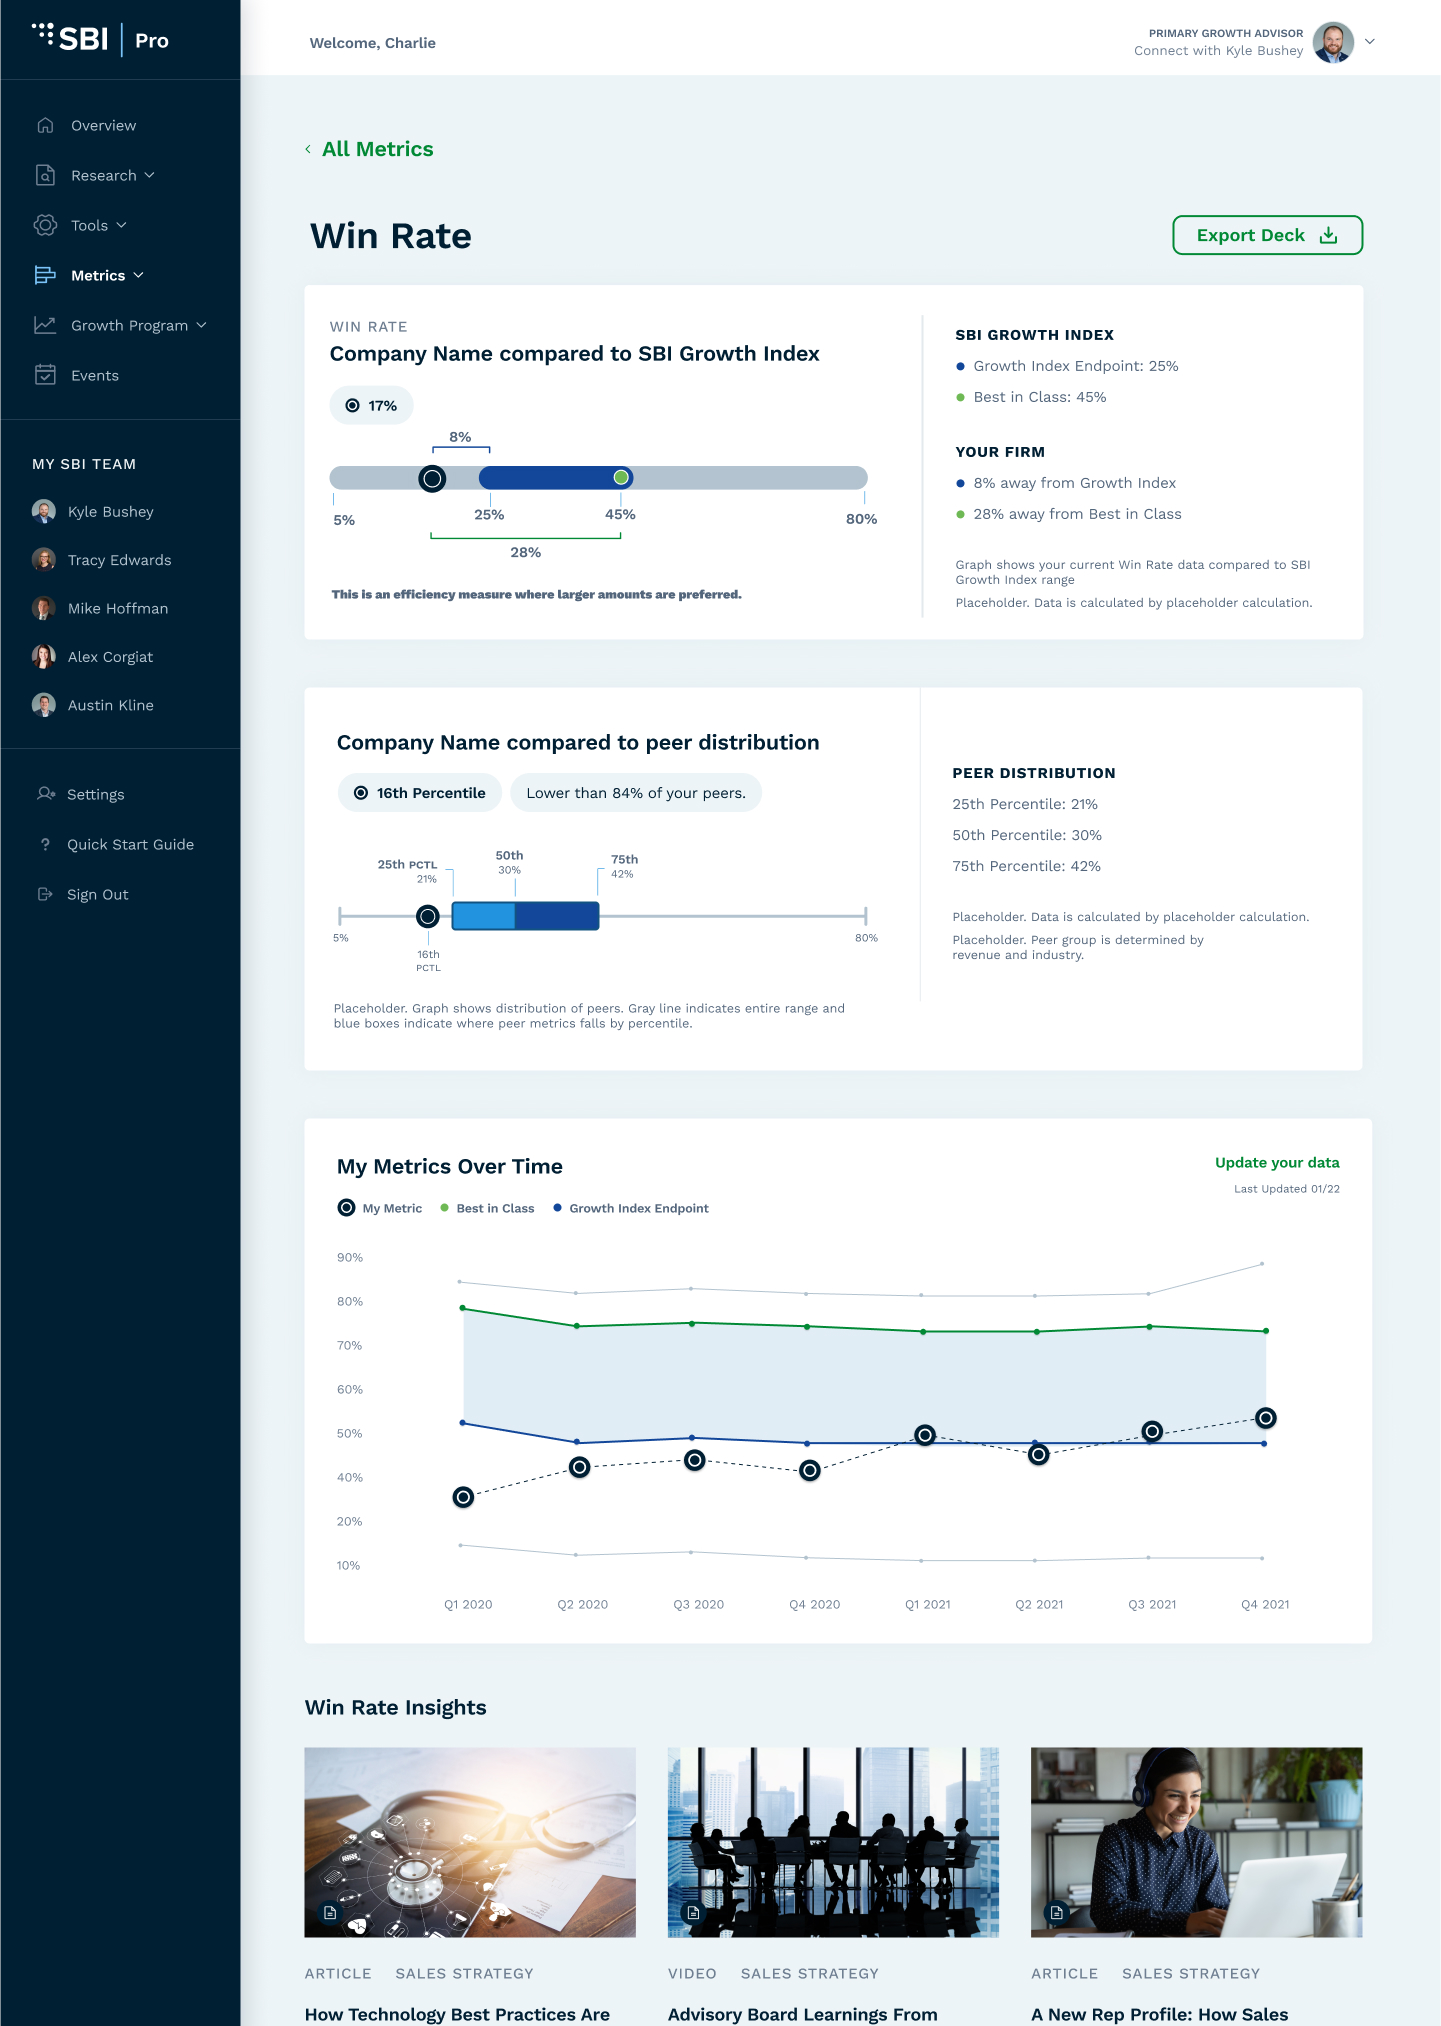 SBI | Pro
Overview
Research
Tools
Metrics
Growth Program
Events
MY SBI TEAM
Kyle Bushey
Tracy Edwards
Mike Hoffman
Alex Corgiat
Austin Kline
Settings
Quick Start Guide
Sign Out
Welcome, Charlie
PRIMARY GROWTH ADVISOR
Connect with Kyle Bushey
All Metrics
Win Rate
Export Deck
WIN RATE
Company Name compared to SBI Growth Index
17%
8%
5%
25%
45%
80%
28%
This is an efficiency measure where larger amounts are preferred.
SBI GROWTH INDEX
Growth Index Endpoint: 25%
Best in Class: 45%
YOUR FIRM
8% away from Growth Index
28% away from Best in Class
Graph shows your current Win Rate data compared to SBI
Growth Index range
Placeholder. Data is calculated by placeholder calculation.
Company Name compared to peer distribution
16th Percentile
Lower than 84% of your peers.
25th PCTL
21%
50th
30%
75th
42%
5%
80%
16th
PCTL
Placeholder. Graph shows distribution of peers. Gray line indicates entire range and
blue boxes indicate where peer metrics falls by percentile.
PEER DISTRIBUTION
25th Percentile: 21%
50th Percentile: 30%
75th Percentile: 42%
Placeholder. Data is calculated by placeholder calculation.
Placeholder. Peer group is determined by
revenue and industry.
My Metrics Over Time
Update your data
Last Updated 01/22
My Metric
Best in Class
Growth Index Endpoint
90%
80%
70%
60%
50%
40%
20%
10%
Q1 2020
Q2 2020
Q3 2020
Q4 2020
Q1 2021
Q2 2021
Q3 2021
Q4 2021
Win Rate Insights
ARTICLE SALES STRATEGY
How Technology Best Practices Are
VIDEO SALES STRATEGY
Advisory Board Learnings From
ARTICLE SALES STRATEGY
A New Rep Profile: How Sales